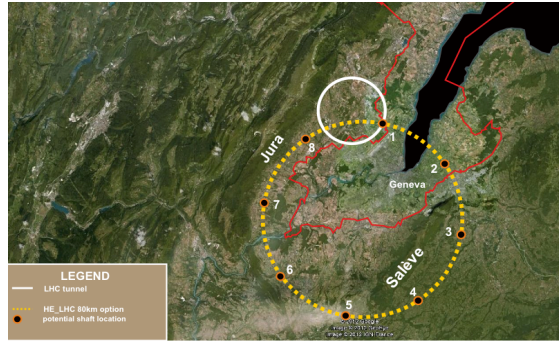 1
8
Jura
2
Geneva
7
3
Salève
6
4
5
LEGEND
LHC tunnel
HE_LHC 80km option
potential shaft location